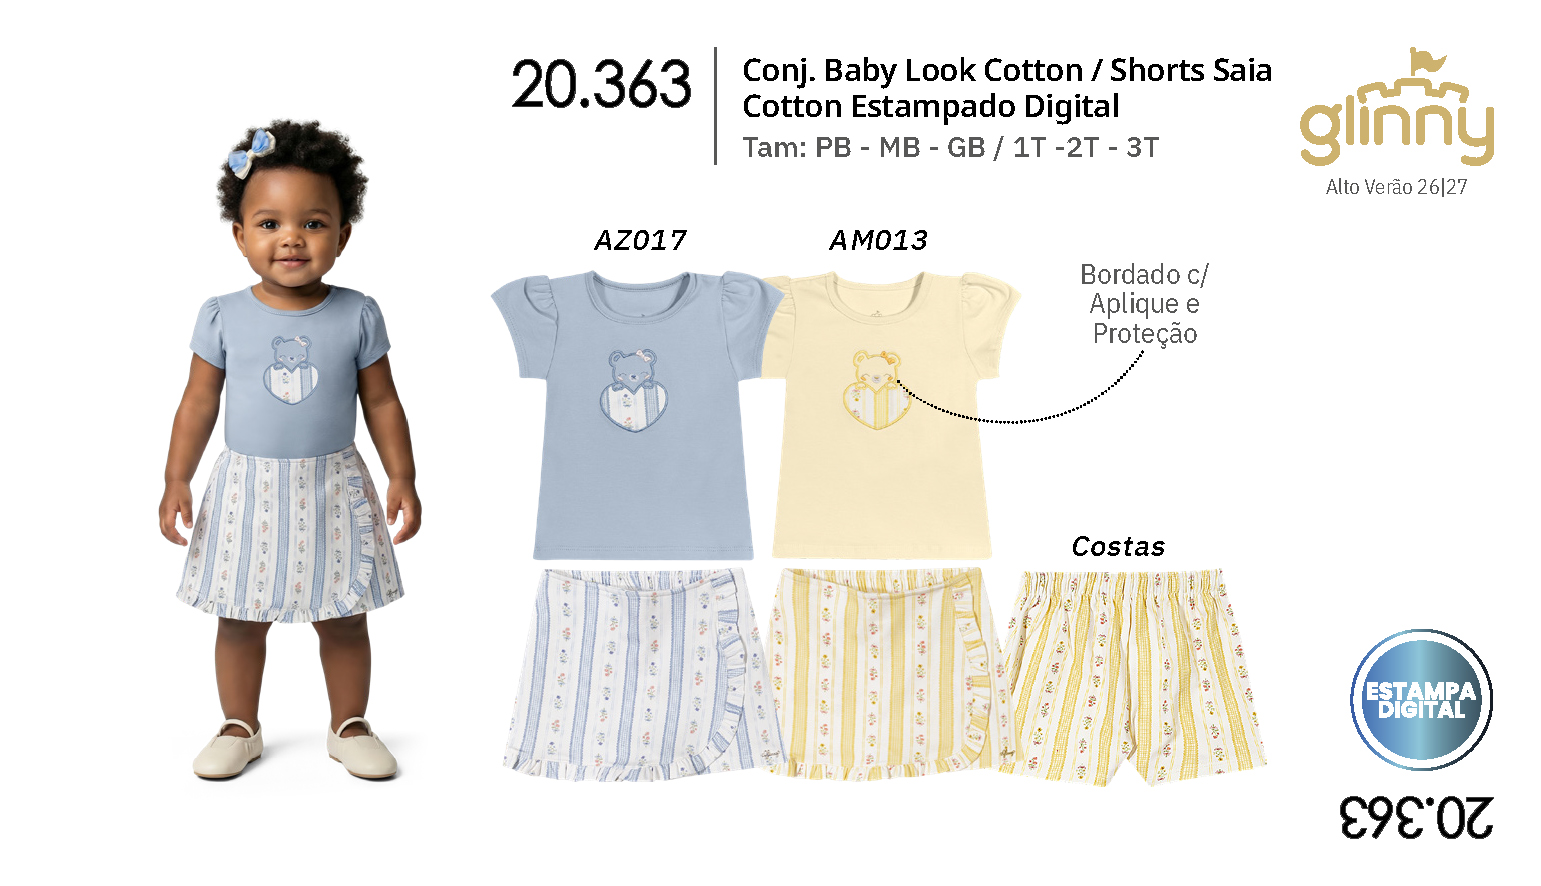 20.363
Conj. Baby Look Cotton / Shorts Saia
Cotton Estampado Digital
Tam: PB - MB - GB / 1T -2T - 3T
glinny
Alto Verão 26|27
AZ017
AM013
Bordado c/
Aplique e
Proteção
Costas
ESTAMPA
DIGITAL
20.363